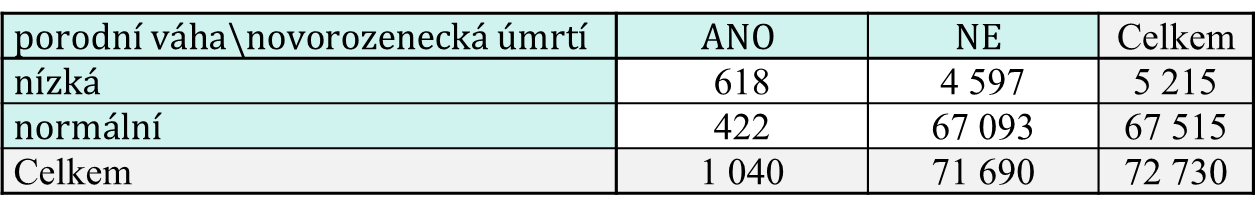 porodní váha\novorozenecká úmrtí ANO NE Celkem
nízká 618 4 597 5 215
normální 422 67 093 67 515
Celkem 1 040 71 690 72 730